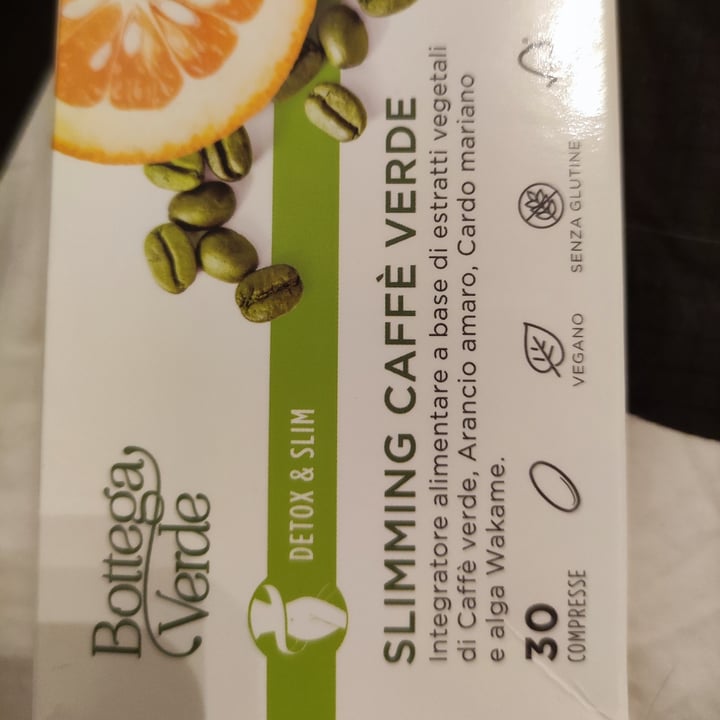 Bottega
Verde
DETOX & SLIM
SLIMMING CAFFÈ VERDE
Integratore alimentare a base di estratti vegetali
di Caffè verde, Arancio amaro, Cardo mariano
e alga Wakame.
30
COMPRESSE
VEGANO
SENZA GLUTINE